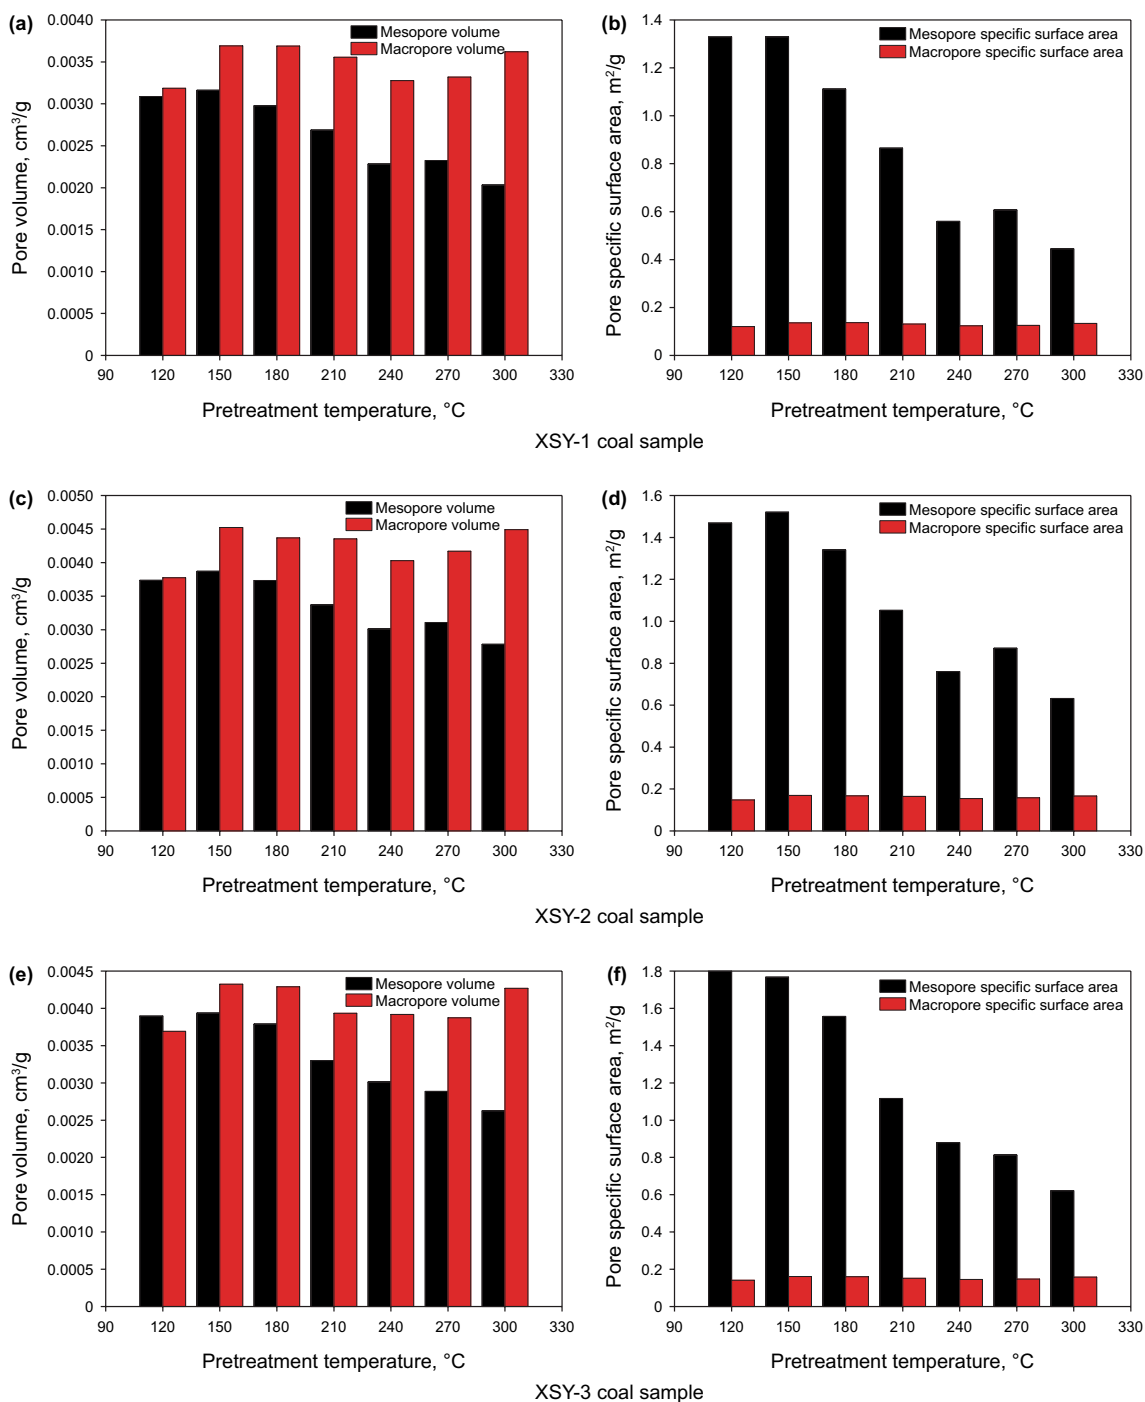 (a)
0.0040
0.0035
0.0030
0.0025
0.0020
0.0015
0.0010
0.0005
0
Pore volume, cm³/g
Mesopore volume
Macropore volume
90 120 150 180 210 240 270 300 330
Pretreatment temperature, °C
(b)
1.4
1.2
1.0
0.8
0.6
0.4
0.2
0
Pore specific surface area, m²/g
Mesopore specific surface area
Macropore specific surface area
90 120 150 180 210 240 270 300 330
Pretreatment temperature, °C
XSY-1 coal sample
(c)
0.0050
0.0045
0.0040
0.0035
0.0030
0.0025
0.0020
0.0015
0.0010
0.0005
0
Pore volume, cm³/g
Mesopore volume
Macropore volume
90 120 150 180 210 240 270 300 330
Pretreatment temperature, °C
(d)
1.6
1.4
1.2
1.0
0.8
0.6
0.4
0.2
0
Pore specific surface area, m²/g
Mesopore specific surface area
Macropore specific surface area
90 120 150 180 210 240 270 300 330
Pretreatment temperature, °C
XSY-2 coal sample
(e)
0.0045
0.0040
0.0035
0.0030
0.0025
0.0020
0.0015
0.0010
0.0005
0
Pore volume, cm³/g
Mesopore volume
Macropore volume
90 120 150 180 210 240 270 300 330
Pretreatment temperature, °C
(f)
1.8
1.6
1.4
1.2
1.0
0.8
0.6
0.4
0.2
0
Pore specific surface area, m²/g
Mesopore specific surface area
Macropore specific surface area
90 120 150 180 210 240 270 300 330
Pretreatment temperature, °C
XSY-3 coal sample